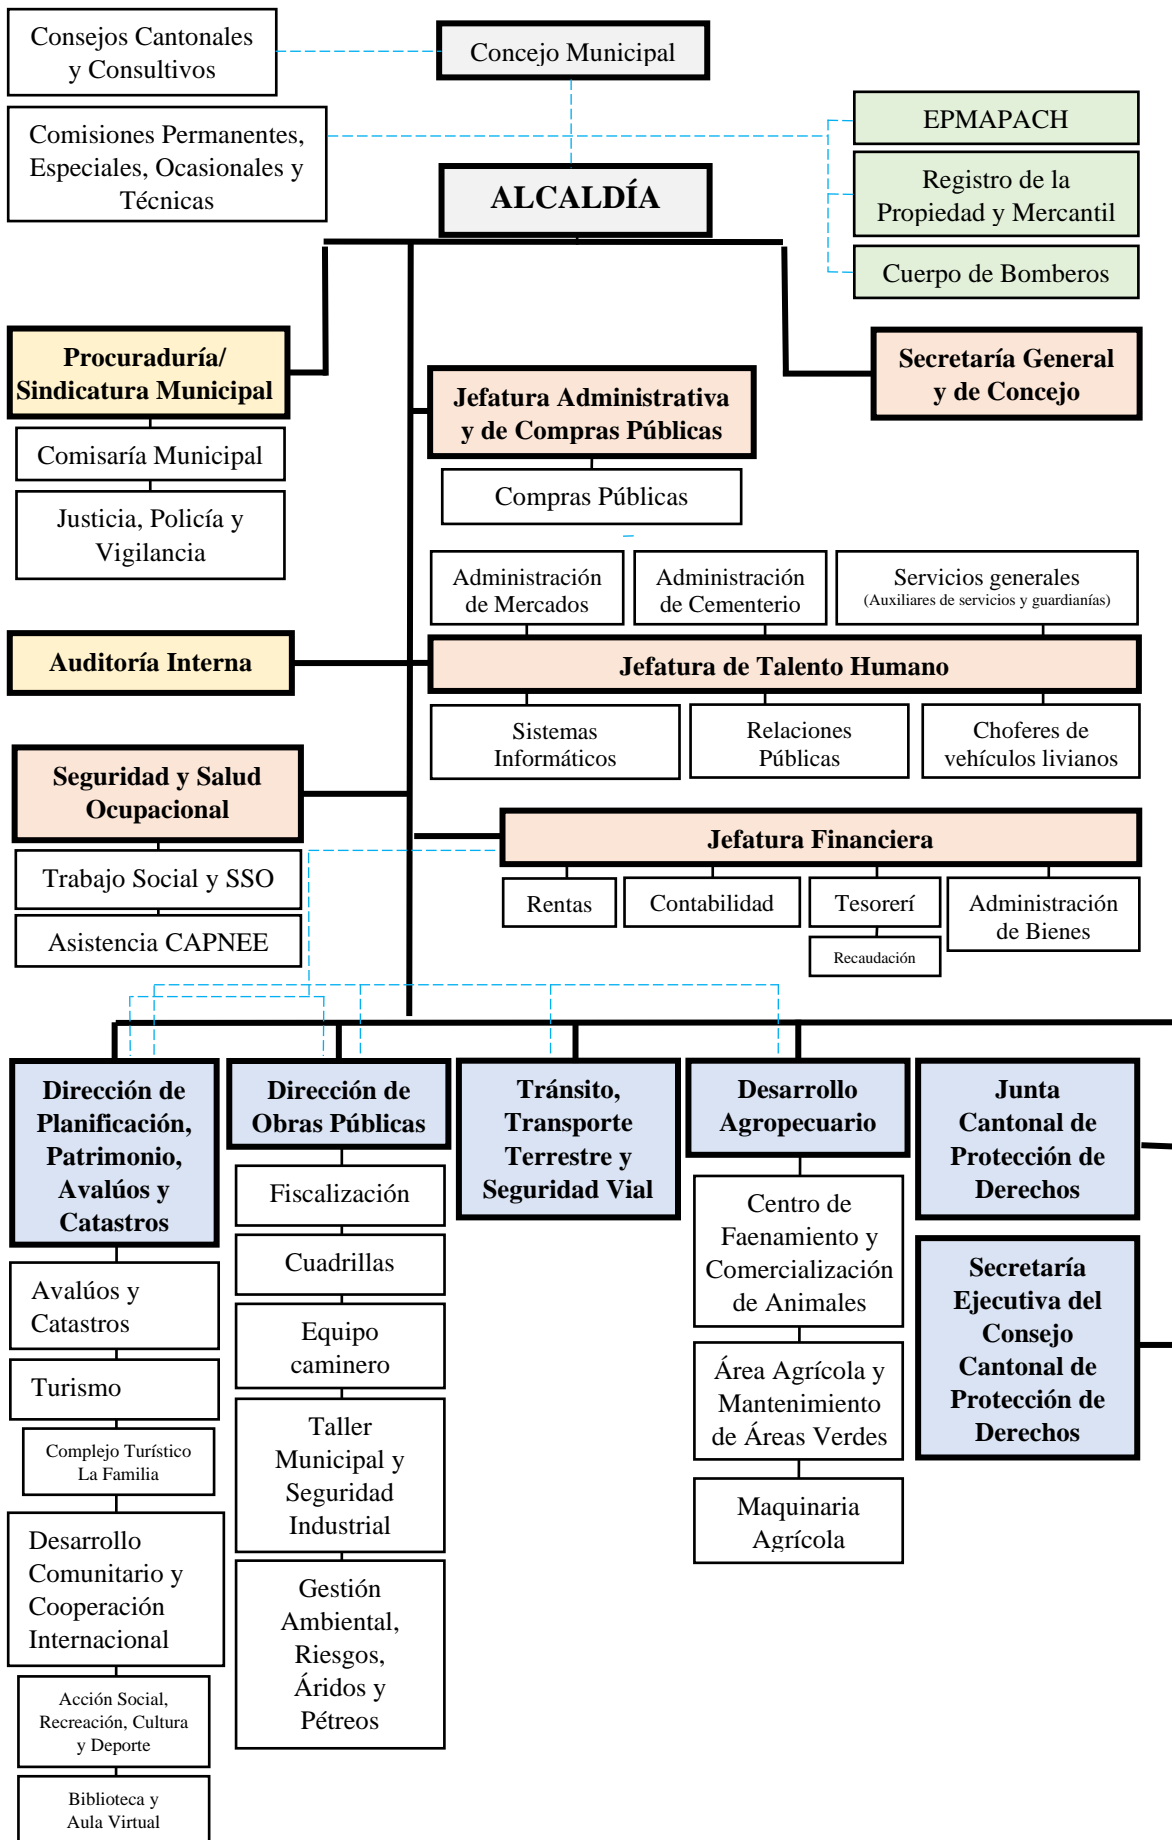 Consejos Cantonales
y Consultivos
Concejo Municipal
Comisiones Permanentes,
Especiales, Ocasionales y
Técnicas
EPMAPACH
Registro de la
Propiedad y Mercantil
Cuerpo de Bomberos
ALCALDÍA
Procuraduría/
Sindicatura Municipal
Comisaría Municipal
Justicia, Policía y
Vigilancia
Jefatura Administrativa
y de Compras Públicas
Compras Públicas
Secretaría General
y de Concejo
Administración
de Mercados
Administración
de Cementerio
Servicios generales
(Auxiliares de servicios y guardianías)
Auditoría Interna
Jefatura de Talento Humano
Sistemas
Informáticos
Relaciones
Públicas
Choferes de
vehículos livianos
Seguridad y Salud
Ocupacional
Trabajo Social y SSO
Asistencia CAPNEE
Jefatura Financiera
Rentas
Contabilidad
Tesorerí
Recaudación
Administración
de Bienes
Dirección de
Planificación,
Patrimonio,
Avalúos y
Catastros
Avalúos y
Catastros
Turismo
Complejo Turístico
La Familia
Desarrollo
Comunitario y
Cooperación
Internacional
Acción Social,
Recreación, Cultura
y Deporte
Biblioteca y
Aula Virtual
Dirección de
Obras Públicas
Fiscalización
Cuadrillas
Equipo
caminero
Taller
Municipal y
Seguridad
Industrial
Gestión
Ambiental,
Riesgos,
Áridos y
Pétreos
Tránsito,
Transporte
Terrestre y
Seguridad Vial
Desarrollo
Agropecuario
Centro de
Faenamiento y
Comercialización
de Animales
Área Agrícola y
Mantenimiento
de Áreas Verdes
Maquinaria
Agrícola
Junta
Cantonal de
Protección de
Derechos
Secretaría
Ejecutiva del
Consejo
Cantonal de
Protección de
Derechos